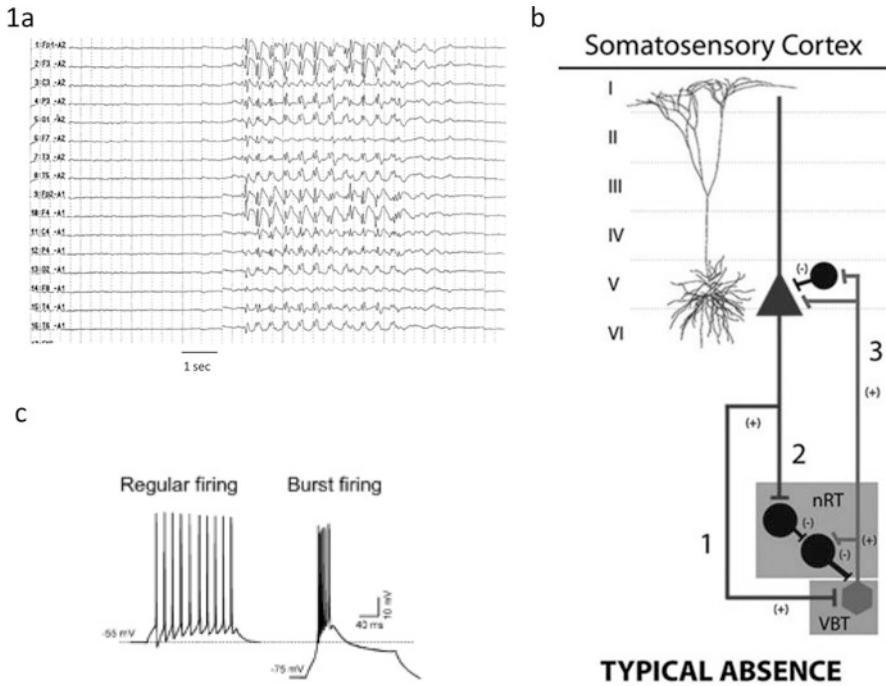 1a
1:Fp1-A2
2:F3 -A2
3:C3 -A2
4:P3 -A2
5:O1 -A2
6:F7 -A2
7:T3 -A2
8:T5 -A2
9:Fp2-A1
10:F4 -A1
11:C4 -A1
12:P4 -A1
13:O2 -A1
14:F8 -A1
15:T4 -A1
16:T6 -A1
1 sec
b
Somatosensory Cortex
I
II
III
IV
V
VI
(-)
3
(+)
(+)
2
1
nRT
(-)
(-)
(+)
(+)
VBT
TYPICAL ABSENCE
c
Regular firing
Burst firing
-55 mV
-75 mV
10 mV
40 ms